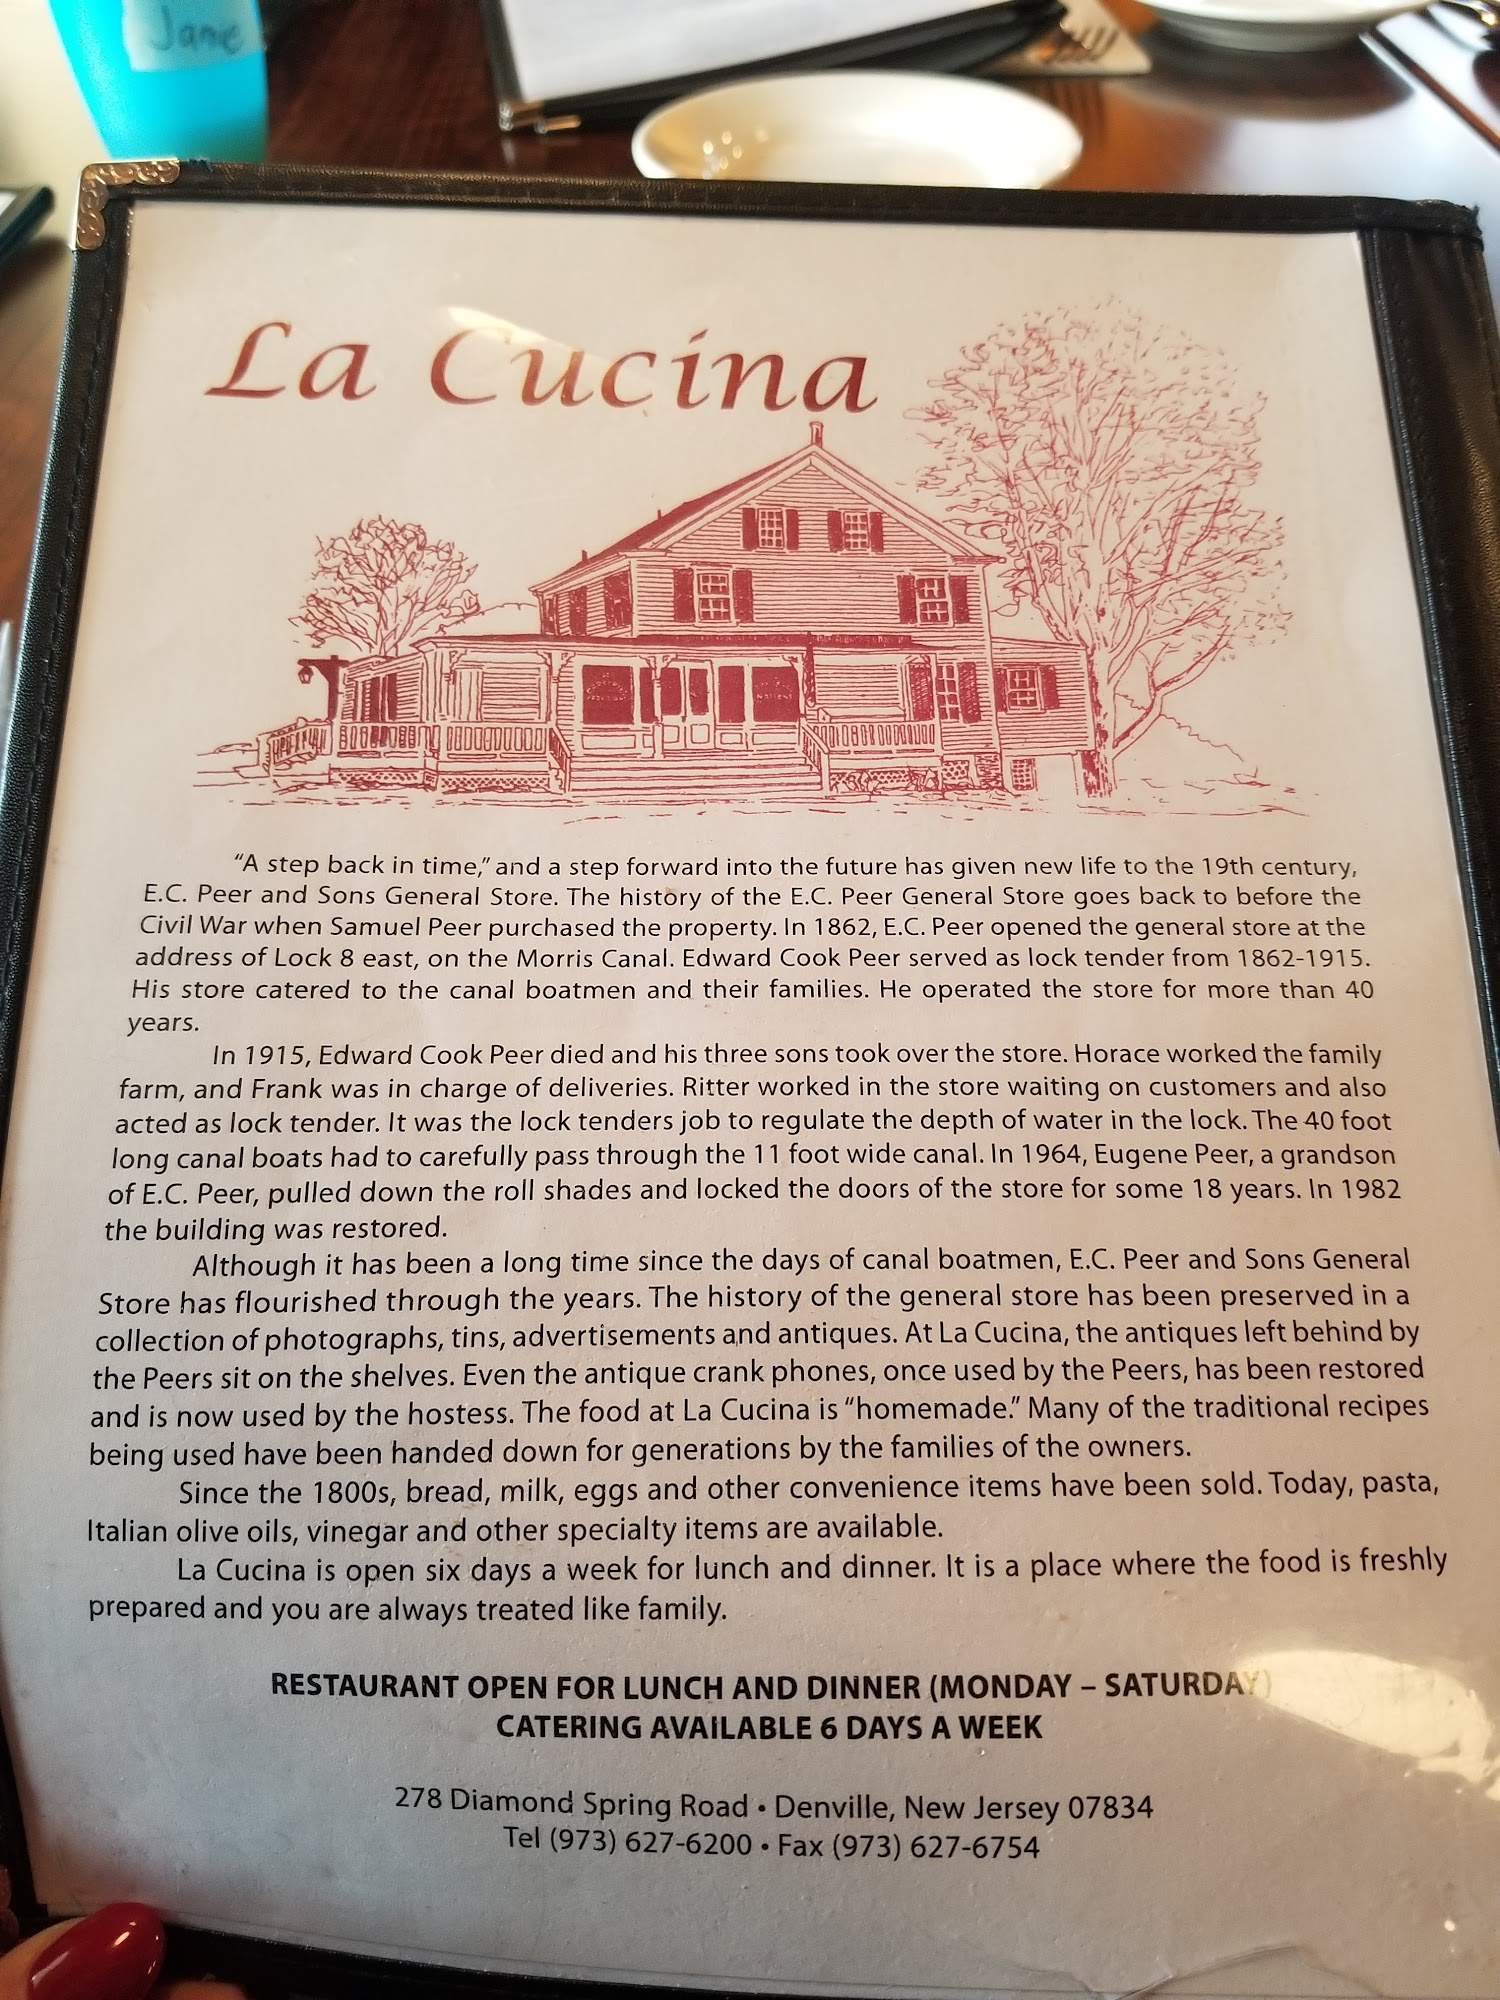 Jane
La Cucina
“A step back in time,” and a step forward into the future has given new life to the 19th century,
E.C. Peer and Sons General Store. The history of the E.C. Peer General Store goes back to before the
Civil War when Samuel Peer purchased the property. In 1862, E.C. Peer opened the general store at the
address of Lock 8 east, on the Morris Canal. Edward Cook Peer served as lock tender from 1862-1915.
His store catered to the canal boatmen and their families. He operated the store for more than 40
years.
In 1915, Edward Cook Peer died and his three sons took over the store. Horace worked the family
farm, and Frank was in charge of deliveries. Ritter worked in the store waiting on customers and also
acted as lock tender. It was the lock tenders job to regulate the depth of water in the lock. The 40 foot
long canal boats had to carefully pass through the 11 foot wide canal. In 1964, Eugene Peer, a grandson
of E.C. Peer, pulled down the roll shades and locked the doors of the store for some 18 years. In 1982
the building was restored.
Although it has been a long time since the days of canal boatmen, E.C. Peer and Sons General
Store has flourished through the years. The history of the general store has been preserved in a
collection of photographs, tins, advertisements and antiques. At La Cucina, the antiques left behind by
the Peers sit on the shelves. Even the antique crank phones, once used by the Peers, has been restored
and is now used by the hostess. The food at La Cucina is “homemade.” Many of the traditional recipes
being used have been handed down for generations by the families of the owners.
Since the 1800s, bread, milk, eggs and other convenience items have been sold. Today, pasta,
Italian olive oils, vinegar and other specialty items are available.
La Cucina is open six days a week for lunch and dinner. It is a place where the food is freshly
prepared and you are always treated like family.
RESTAURANT OPEN FOR LUNCH AND DINNER (MONDAY – SATURDAY)
CATERING AVAILABLE 6 DAYS A WEEK
278 Diamond Spring Road • Denville, New Jersey 07834
Tel (973) 627-6200 • Fax (973) 627-6754